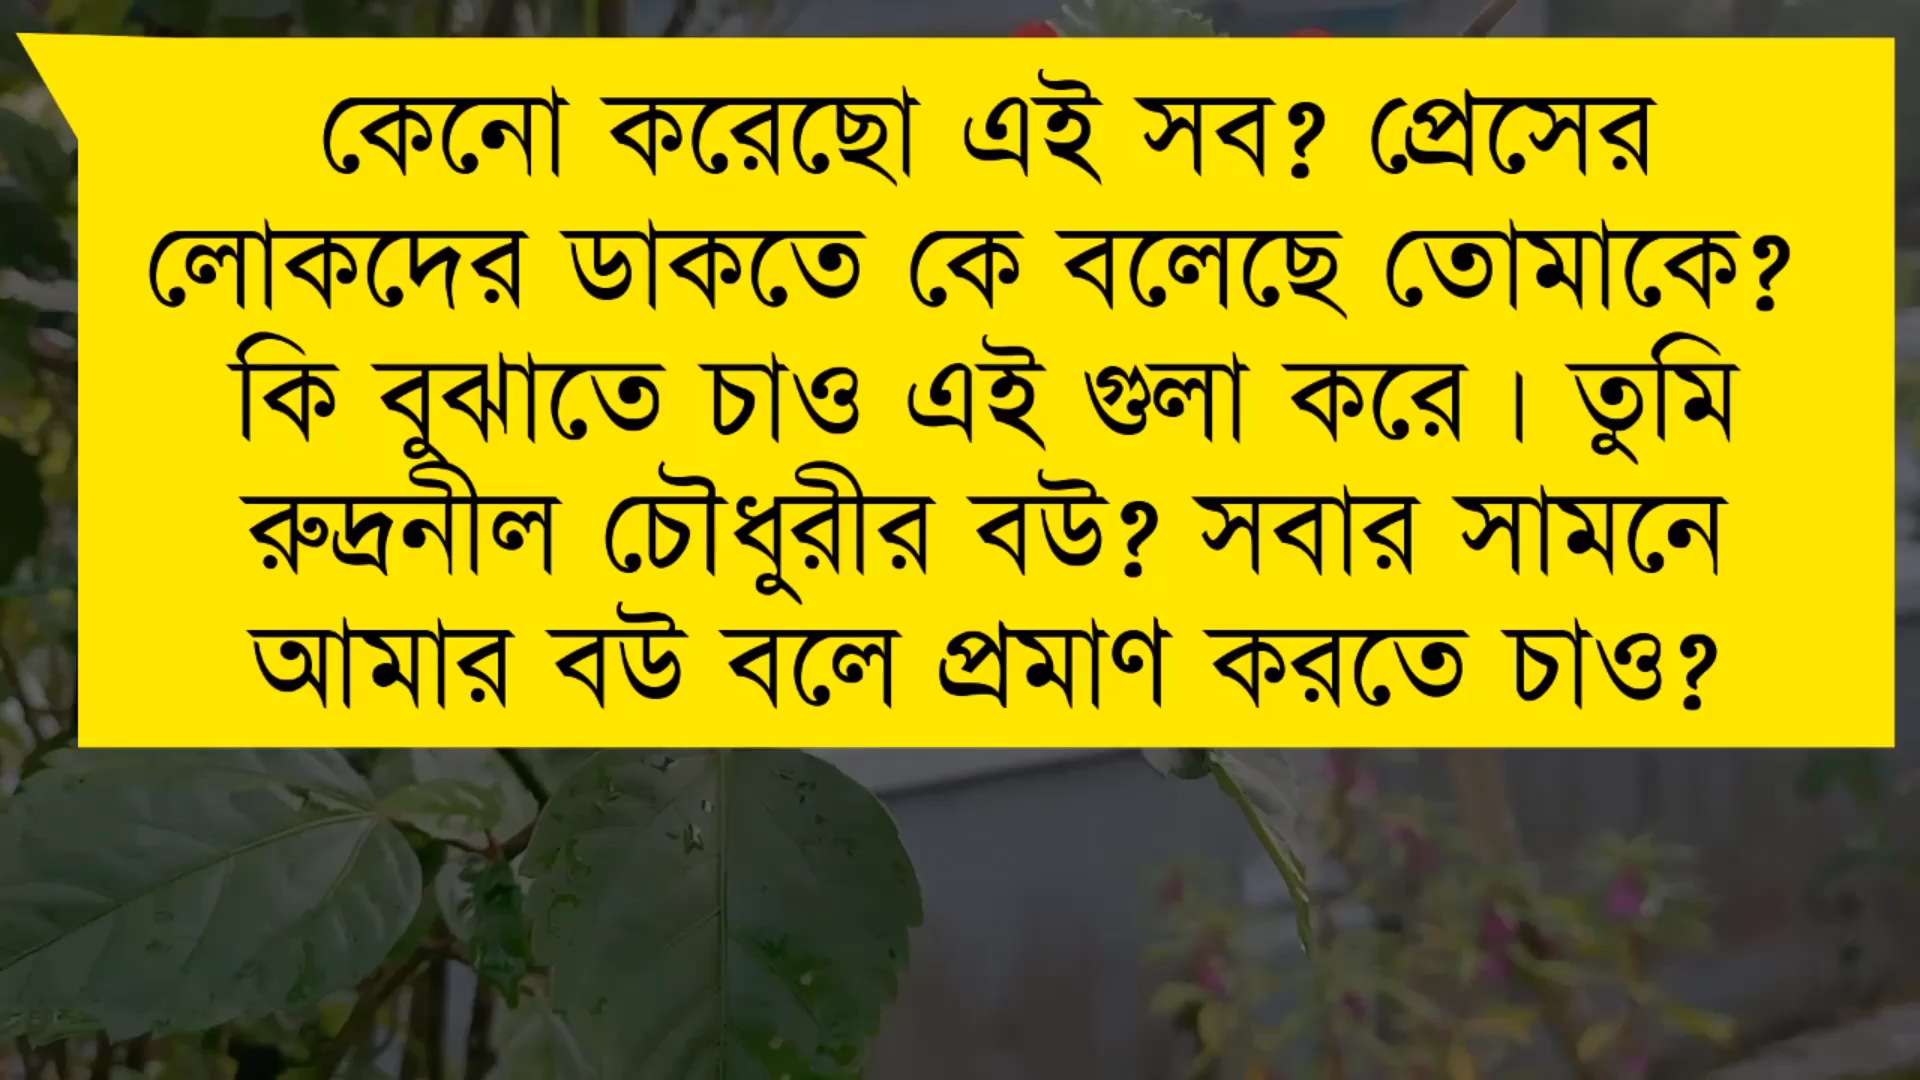 কেনো করেছো এই সব? প্রেসের
লোকদের ডাকতে কে বলেছে তোমাকে?
কি বুঝাতে চাও এই গুলা করে । তুমি
রুদ্রনীল চৌধুরীর বউ? সবার সামনে
আমার বউ বলে প্রমাণ করতে চাও?